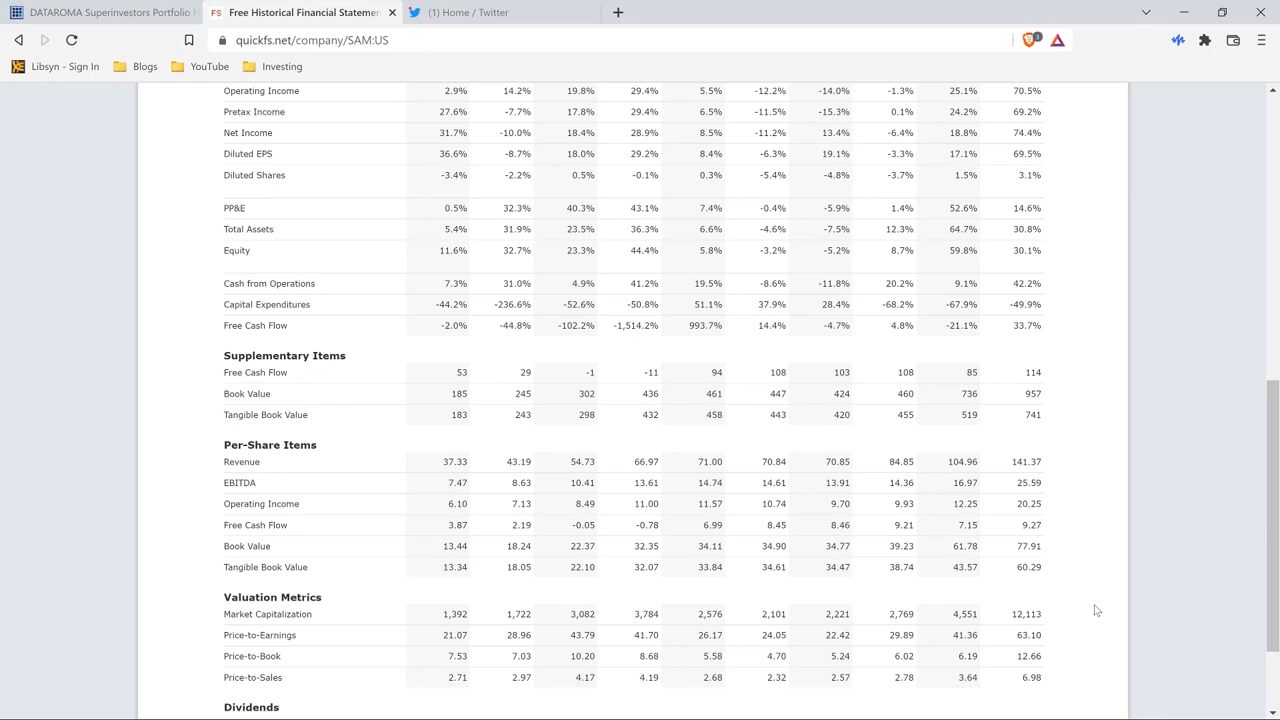 DATAROMA Superinvestors Portfolio
FS Free Historical Financial Statemen
(1) Home / Twitter
quickfs.net/company/SAM:US
3
Libsyn - Sign In Blogs YouTube Investing
Operating Income 2.9% 14.2% 19.8% 29.4% 5.5% -12.2% -14.0% -1.3% 25.1% 70.5%
Pretax Income 27.6% -7.7% 17.8% 29.4% 6.5% -11.5% -15.3% 0.1% 24.2% 69.2%
Net Income 31.7% -10.0% 18.4% 28.9% 8.5% -11.2% 13.4% -6.4% 18.8% 74.4%
Diluted EPS 36.6% -8.7% 18.0% 29.2% 8.4% -6.3% 19.1% -3.3% 17.1% 69.5%
Diluted Shares -3.4% -2.2% 0.5% -0.1% 0.3% -5.4% -4.8% -3.7% 1.5% 3.1%
PP&E 0.5% 32.3% 40.3% 43.1% 7.4% -0.4% -5.9% 1.4% 52.6% 14.6%
Total Assets 5.4% 31.9% 23.5% 36.3% 6.6% -4.6% -7.5% 12.3% 64.7% 30.8%
Equity 11.6% 32.7% 23.3% 44.4% 5.8% -3.2% -5.2% 8.7% 59.8% 30.1%
Cash from Operations 7.3% 31.0% 4.9% 41.2% 19.5% -8.6% -11.8% 20.2% 9.1% 42.2%
Capital Expenditures -44.2% -236.6% -52.6% -50.8% 51.1% 37.9% 28.4% -68.2% -67.9% -49.9%
Free Cash Flow -2.0% -44.8% -102.2% -1,514.2% 993.7% 14.4% -4.7% 4.8% -21.1% 33.7%
Supplementary Items
Free Cash Flow 53 29 -1 -11 94 108 103 108 85 114
Book Value 185 245 302 436 461 447 424 460 736 957
Tangible Book Value 183 243 298 432 458 443 420 455 519 741
Per-Share Items
Revenue 37.33 43.19 54.73 66.97 71.00 70.84 70.85 84.85 104.96 141.37
EBITDA 7.47 8.63 10.41 13.61 14.74 14.61 13.91 14.36 16.97 25.59
Operating Income 6.10 7.13 8.49 11.00 11.57 10.74 9.70 9.93 12.25 20.25
Free Cash Flow 3.87 2.19 -0.05 -0.78 6.99 8.45 8.46 9.21 7.15 9.27
Book Value 13.44 18.24 22.37 32.35 34.11 34.90 34.77 39.23 61.78 77.91
Tangible Book Value 13.34 18.05 22.10 32.07 33.84 34.61 34.47 38.74 43.57 60.29
Valuation Metrics
Market Capitalization 1,392 1,722 3,082 3,784 2,576 2,101 2,221 2,769 4,551 12,113
Price-to-Earnings 21.07 28.96 43.79 41.70 26.17 24.05 22.42 29.89 41.36 63.10
Price-to-Book 7.53 7.03 10.20 8.68 5.58 4.70 5.24 6.02 6.19 12.66
Price-to-Sales 2.71 2.97 4.17 4.19 2.68 2.32 2.57 2.78 3.64 6.98
Dividends